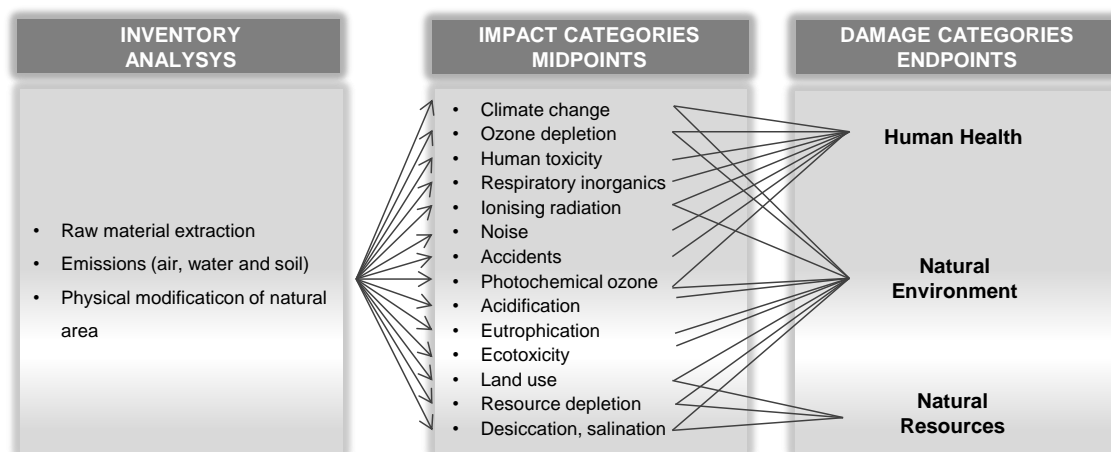 INVENTORY
ANALYSYS
• Raw material extraction
• Emissions (air, water and soil)
• Physical modificaticon of natural
area
IMPACT CATEGORIES
MIDPOINTS
• Climate change
• Ozone depletion
• Human toxicity
• Respiratory inorganics
• Ionising radiation
• Noise
• Accidents
• Photochemical ozone
• Acidification
• Eutrophication
• Ecotoxicity
• Land use
• Resource depletion
• Desiccation, salination
DAMAGE CATEGORIES
ENDPOINTS
Human Health
Natural
Environment
Natural
Resources